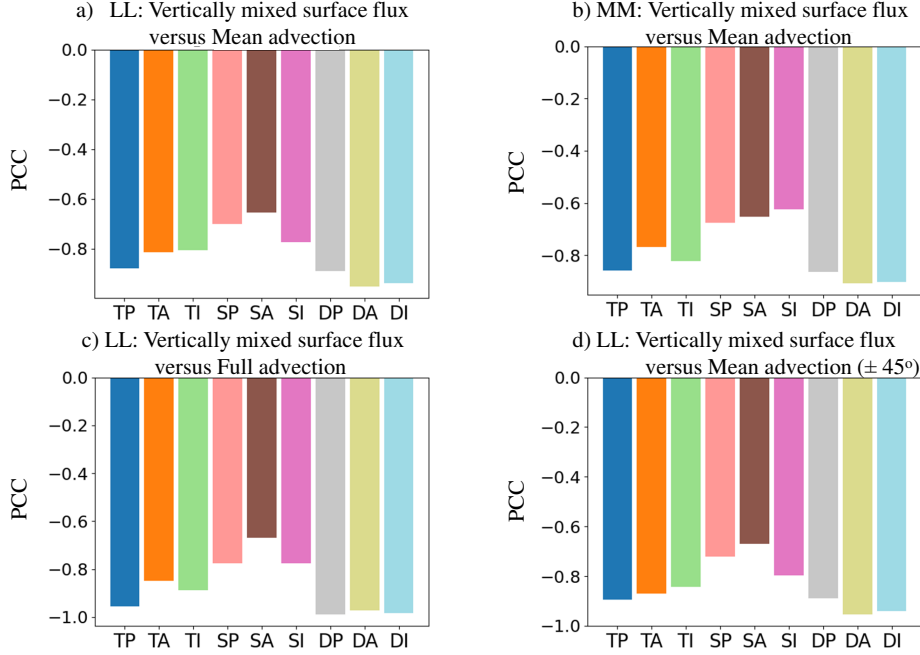 a) LL: Vertically mixed surface flux
versus Mean advection
0.0
−0.2
−0.4
−0.6
−0.8
PCC
TP TA TI SP SA SI DP DA DI
b) MM: Vertically mixed surface flux
versus Mean advection
0.0
−0.2
−0.4
−0.6
−0.8
PCC
TP TA TI SP SA SI DP DA DI
c) LL: Vertically mixed surface flux
versus Full advection
0.0
−0.2
−0.4
−0.6
−0.8
−1.0
PCC
TP TA TI SP SA SI DP DA DI
d) LL: Vertically mixed surface flux
versus Mean advection (± 45º)
0.0
−0.2
−0.4
−0.6
−0.8
−1.0
PCC
TP TA TI SP SA SI DP DA DI